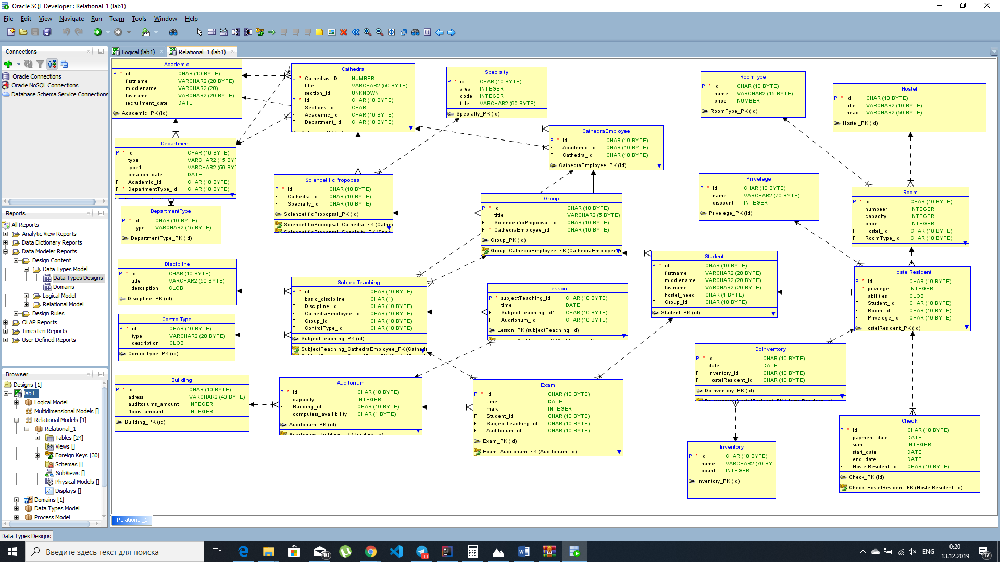 Oracle SQL Developer : Relational_1 (lab1)
File Edit View Navigate Run Team Tools Window Help
Connections
Oracle Connections
Oracle NoSQL Connections
Database Schema Service Connections
Reports
All Reports
Analytic View Reports
Data Dictionary Reports
Data Modeler Reports
Design Content
Data Types Model
Data Types Designs
Domains
Logical Model
Relational Model
Design Rules
OLAP Reports
TimesTen Reports
User Defined Reports
Browser
Designs [1]
lab1
Logical Model
Multidimensional Models []
Relational Models [1]
Relational_1
Tables [24]
Views []
Foreign Keys [30]
Schemas []
SubViews []
Physical Models []
Displays []
Domains [1]
Data Types Model
Process Model
Data Types Designs
Logical (lab1)
Relational_1 (lab1)
Academic
P * id CHAR (10 BYTE)
firstname VARCHAR2 (20 BYTE)
middlename VARCHAR2 (20)
lastname VARCHAR2 (20 BYTE)
recruitment_date DATE
Academic_PK (id)
Cathedra
U * Cathedras_ID NUMBER
title VARCHAR2 (50 BYTE)
section_id UNKNOWN
P * id CHAR (10 BYTE)
Sections_id CHAR
F Academic_id CHAR (10 BYTE)
F Department_id CHAR (10 BYTE)
Specialty
P * id CHAR (10 BYTE)
area INTEGER
code INTEGER
title VARCHAR2 (90 BYTE)
Specialty_PK (id)
RoomType
P * id CHAR (10 BYTE)
name VARCHAR2 (15 BYTE)
price NUMBER
RoomType_PK (id)
Hostel
P * id CHAR (10 BYTE)
title VARCHAR2 (10 BYTE)
head VARCHAR2 (50 BYTE)
Hostel_PK (id)
Department
P * id CHAR (10 BYTE)
type VARCHAR2 (15 BYT
type1 VARCHAR2 (50 BYT
creation_date DATE
F Academic_id CHAR (10 BYTE)
F * DepartmentType_id CHAR (10 BYTE)
CathedraEmployee
P * id CHAR (10 BYTE)
F Academic_id CHAR (10 BYTE)
F Cathedra_id CHAR (10 BYTE)
CathedraEmployee_PK (id)
SciencetificPropopsal
P * id CHAR (10 BYTE)
F Cathedra_id CHAR (10 BYTE)
F Specialty_id CHAR (10 BYTE)
SciencetificPropopsal_PK (id)
SciencetificPropopsal_Cathedra_FK (Cathe
SciencetificPropopsal_Specialty_FK (Speci
Privelege
P * id CHAR (10 BYTE)
name VARCHAR2 (70 BYTE)
discount INTEGER
Privelege_PK (id)
Room
P * id CHAR (10 BYTE)
numbeer INTEGER
capacity INTEGER
price INTEGER
F Hostel_id CHAR (10 BYTE)
F RoomType_id CHAR (10 BYTE)
Group
P * id CHAR (10 BYTE)
title VARCHAR2 (5 BYTE)
F SciencetificPropopsal_id CHAR (10 BYTE)
F * CathedraEmployee_id CHAR (10 BYTE)
Group_PK (id)
Group_CathedraEmployee_FK (CathedraEmployee_i
DepartmentType
P * id CHAR (10 BYTE)
type VARCHAR2 (15 BYTE)
DepartmentType_PK (id)
Student
P * id CHAR (10 BYTE)
firstname VARCHAR2 (20 BYTE)
middlename VARCHAR2 (20 BYTE)
lastname VARCHAR2 (20 BYTE)
hostel_need CHAR (1 BYTE)
F Group_id CHAR (10 BYTE)
Student_PK (id)
Discipline
P * id CHAR (10 BYTE)
title VARCHAR2 (50 BYTE)
description CLOB
Discipline_PK (id)
HostelResident
P * id CHAR (10 BYTE)
* privilege INTEGER
abilities CLOB
F Student_id CHAR (10 BYTE)
F Room_id CHAR (10 BYTE)
F Privelege_id CHAR (10 BYTE)
HostelResident_PK (id)
SubjectTeaching
P * id CHAR (10 BYTE)
basic_discipline CHAR (1)
F Discipline_id CHAR (10 BYTE)
F CathedraEmployee_id CHAR (10 BYTE)
F Group_id CHAR (10 BYTE)
F ControlType_id CHAR (10 BYTE)
SubjectTeaching_PK (id)
SubjectTeaching_CathedraEmployee_FK (Cathedr
Lesson
P * subjectTeaching_id CHAR (10 BYTE)
time DATE
F SubjectTeaching_id1 CHAR (10 BYTE)
F Auditorium_id CHAR (10 BYTE)
Lesson_PK (subjectTeaching_id)
ControlType
P * id CHAR (10 BYTE)
type VARCHAR2 (20 BYTE)
description CLOB
ControlType_PK (id)
DoInventory
P * id CHAR (10 BYTE)
date DATE
F Inventory_id CHAR (10 BYTE)
F HostelResident_id CHAR (10 BYTE)
DoInventory_PK (id)
Building
P * id CHAR (10 BYTE)
adress VARCHAR2 (40 BYTE)
auditoriums_amount INTEGER
floors_amount INTEGER
Building_PK (id)
Auditorium
P * id CHAR (10 BYTE)
capacity INTEGER
F Building_id CHAR (10 BYTE)
computers_availibility CHAR (1 BYTE)
Auditorium_PK (id)
Auditorium_Building_FK (Building_id)
Exam
P * id CHAR (10 BYTE)
time DATE
mark INTEGER
F Student_id CHAR (10 BYTE)
F SubjectTeaching_id CHAR (10 BYTE)
F Auditorium_id CHAR (10 BYTE)
Exam_PK (id)
Exam_Auditorium_FK (Auditorium_id)
Check
P * id CHAR (10 BYTE)
payment_date DATE
sum INTEGER
start_date DATE
end_date DATE
F HostelResident_id CHAR (10 BYTE)
Check_PK (id)
Check_HostelResident_FK (HostelResident_id)
Inventory
P * id CHAR (10 BYTE)
name VARCHAR2 (70 BYT
count INTEGER
Inventory_PK (id)
Relational_1
Введите здесь текст для поиска
10
.11
ENG
0:20
13.12.2019
17